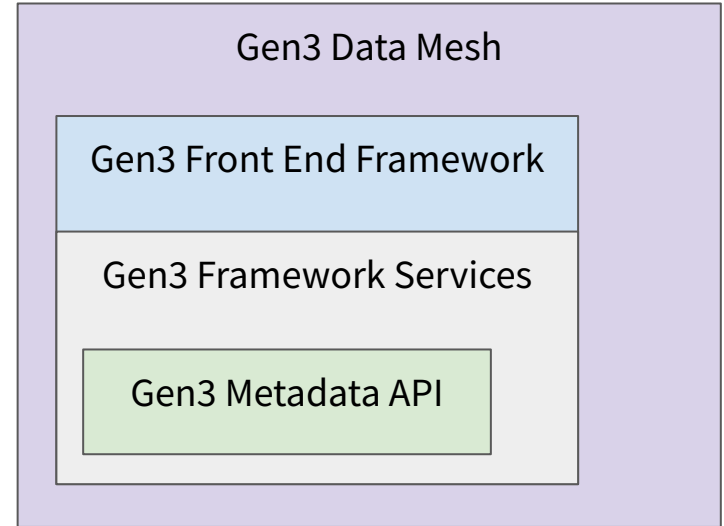 Gen3 Data Mesh
Gen3 Front End Framework
Gen3 Framework Services
Gen3 Metadata API